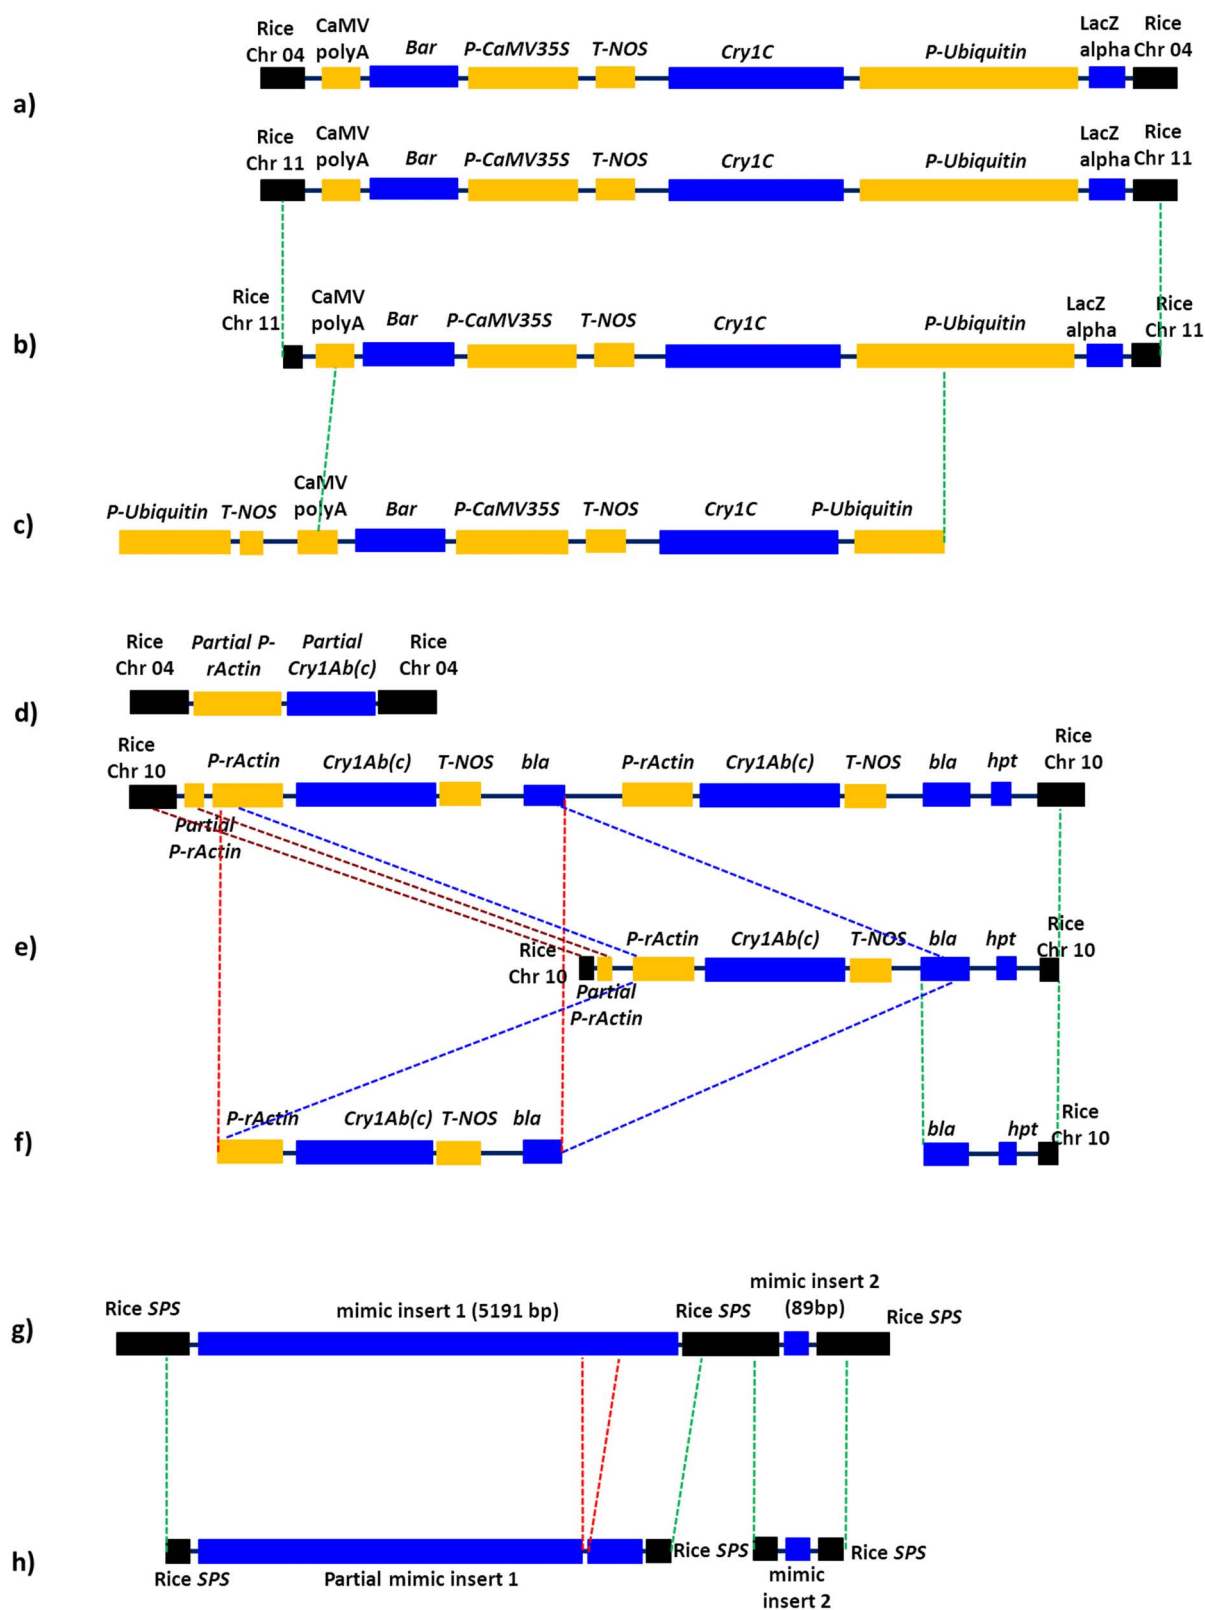 Rice CaMV Bar P-CaMV35S T-NOS Cry1C P-Ubiquitin LacZ Rice
Chr 04 polyA alpha Chr 04
a)
Rice CaMV Bar P-CaMV35S T-NOS Cry1C P-Ubiquitin LacZ Rice
Chr 11 polyA alpha Chr 11
Rice CaMV Bar P-CaMV35S T-NOS Cry1C P-Ubiquitin LacZ Rice
Chr 11 polyA alpha Chr 11
b)
P-Ubiquitin T-NOS CaMV Bar P-CaMV35S T-NOS Cry1C P-Ubiquitin
polyA
c)
Rice Partial P- Partial Rice
Chr 04 rActin Cry1Ab(c) Chr 04
d)
Rice P-rActin Cry1Ab(c) T-NOS bla P-rActin Cry1Ab(c) T-NOS bla hpt Rice
Chr 10 Chr 10
Partial
P-rActin
e)
Rice P-rActin Cry1Ab(c) T-NOS bla hpt Rice
Chr 10 Chr 10
Partial
P-rActin
f)
P-rActin Cry1Ab(c) T-NOS bla bla hpt Rice
Chr 10
g)
Rice SPS mimic insert 1 (5191 bp) Rice SPS mimic insert 2 Rice SPS
(89bp)
h)
Rice SPS Partial mimic insert 1 Rice SPS mimic Rice SPS
insert 2